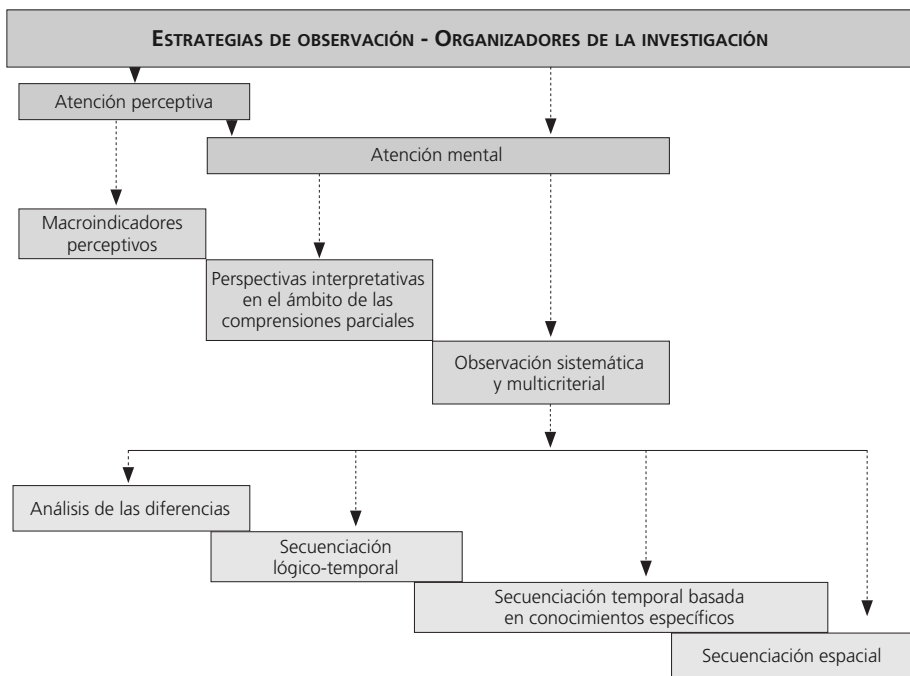 ESTRATEGIAS DE OBSERVACIÓN - ORGANIZADORES DE LA INVESTIGACIÓN
Atención perceptiva
Atención mental
Macroindicadores
perceptivos
Perspectivas interpretativas
en el ámbito de las
comprensiones parciales
Observación sistemática
y multicriterial
Análisis de las diferencias
Secuenciación
lógico-temporal
Secuenciación temporal basada
en conocimientos específicos
Secuenciación espacial